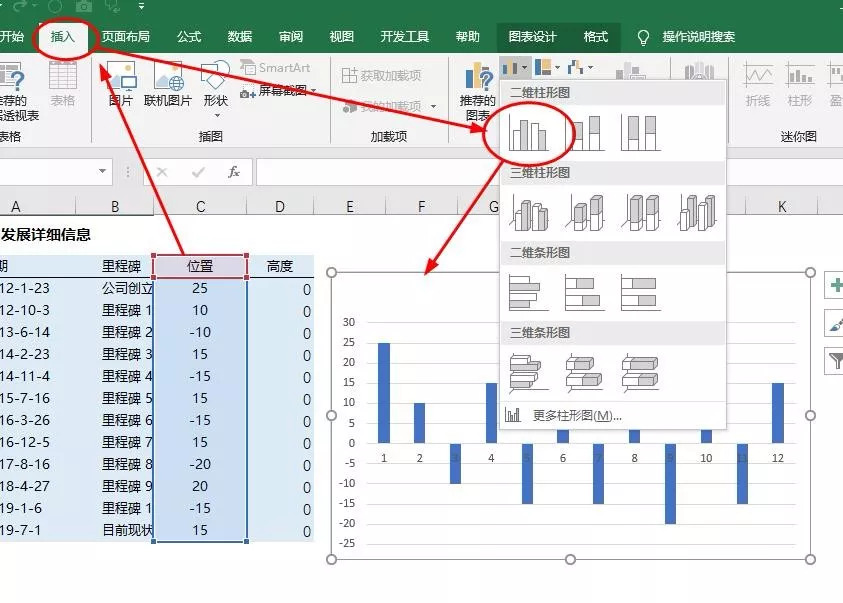 开始 插入 页面布局 公式 数据 审阅 视图 开发工具 帮助 图表设计 格式 操作说明搜索
SmartArt
获取加载项
屏幕截图
我的加载项
表格 图片 联机图片 形状 推荐的 图表 折线 柱形
插图 加载项 迷你图
二维柱形图
三维柱形图
二维条形图
三维条形图
更多柱形图(M)...
fx
A B C D E F G K
发展详细信息
期 里程碑 位置 高度
12-1-23 公司创立 25 0
12-10-3 里程碑 1 10 0
13-6-14 里程碑 2 -10 0
14-2-23 里程碑 3 15 0
14-11-4 里程碑 4 -15 0
15-7-16 里程碑 5 15 0
16-3-26 里程碑 6 -15 0
16-12-5 里程碑 7 15 0
17-8-16 里程碑 8 -20 0
18-4-27 里程碑 9 20 0
19-1-6 里程碑 1 -15 0
19-7-1 目前现状 15 0
30
25
20
15
10
5
0
-5
-10
-15
-20
-25
1 2 3 4 5 6 7 8 9 10 11 12